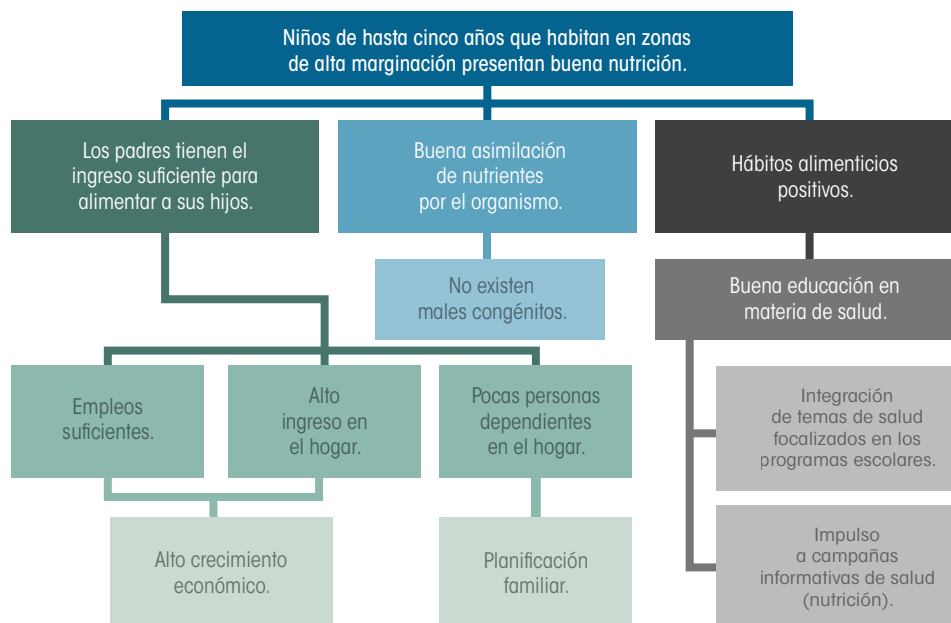 Niños de hasta cinco años que habitan en zonas
de alta marginación presentan buena nutrición.
Los padres tienen el
ingreso suficiente para
alimentar a sus hijos.
Buena asimilación
de nutrientes
por el organismo.
Hábitos alimenticios
positivos.
No existen
males congénitos.
Buena educación en
materia de salud.
Empleos
suficientes.
Alto
ingreso en
el hogar.
Pocas personas
dependientes
en el hogar.
Integración
de temas de salud
focalizados en los
programas escolares.
Alto crecimiento
económico.
Planificación
familiar.
Impulso
a campañas
informativas de salud
(nutrición).